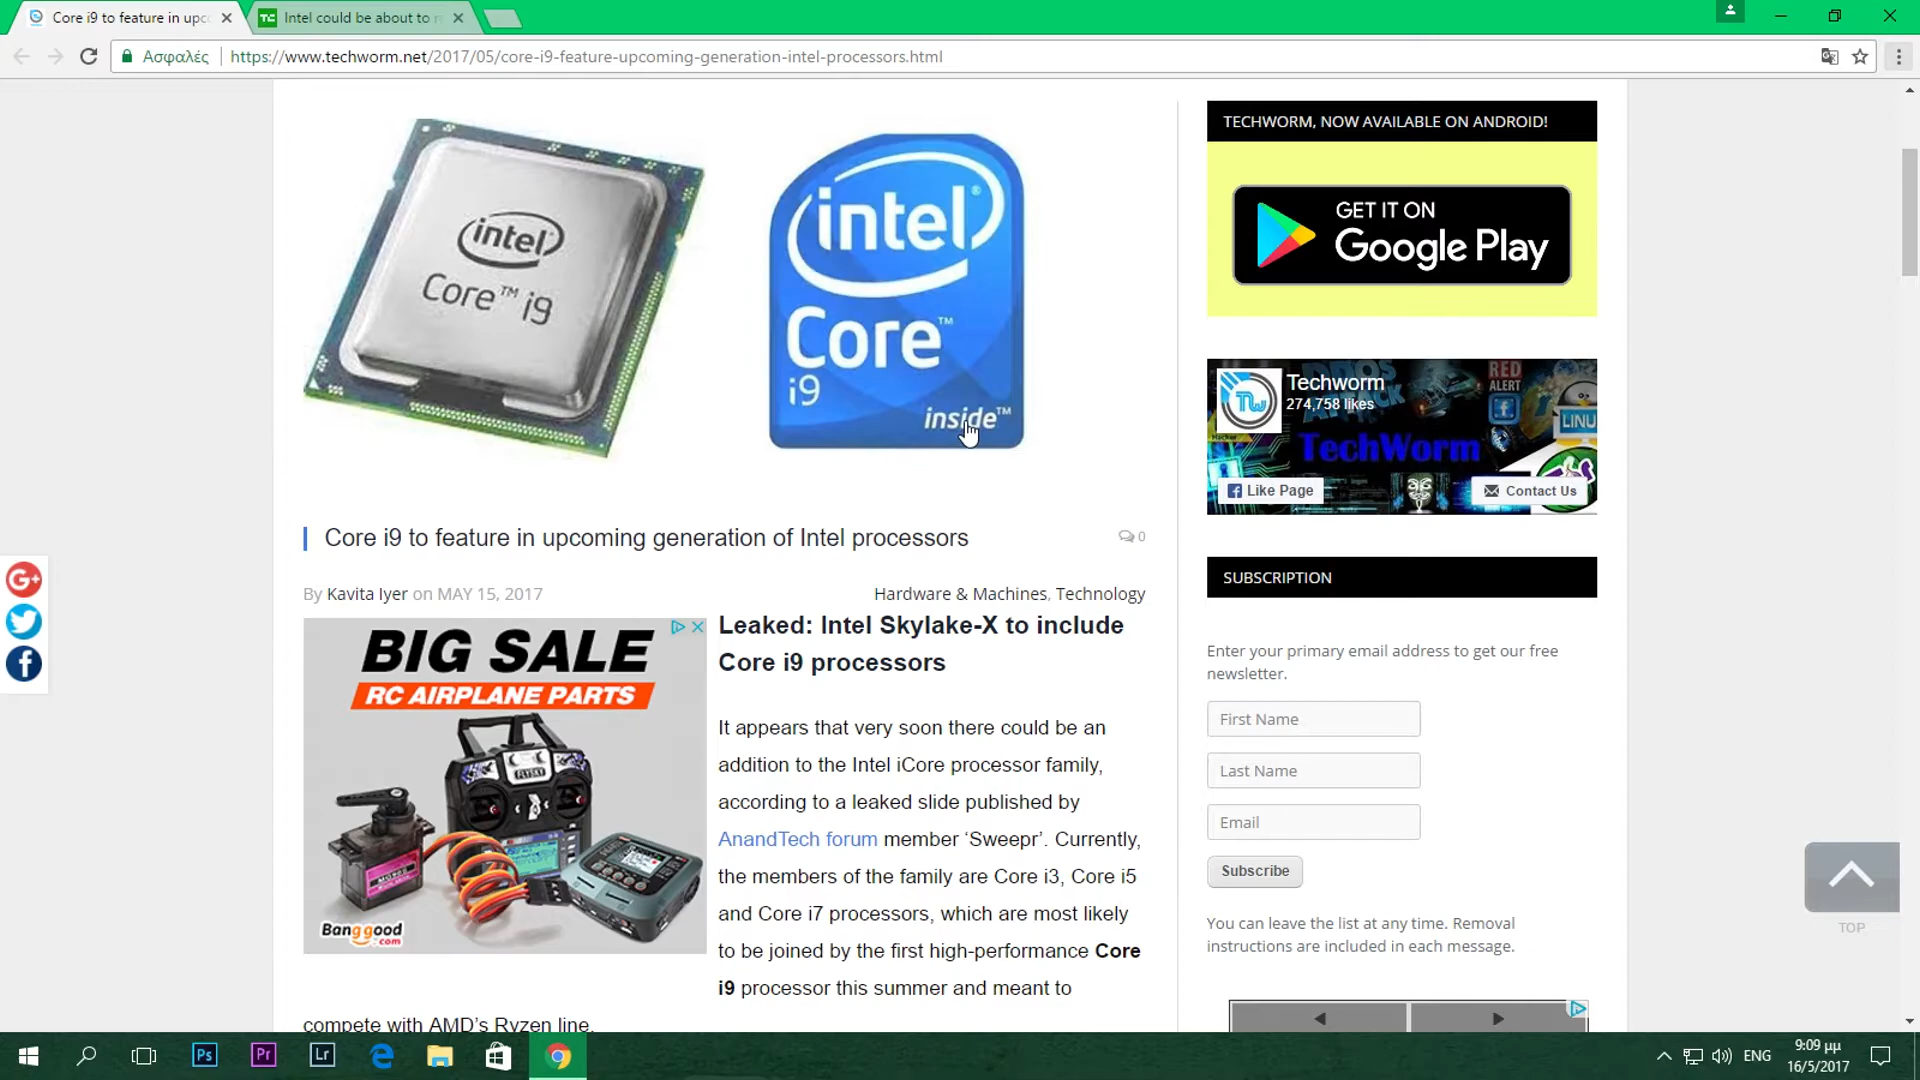 Core i9 to feature in upc
Intel could be about to r
Ασφαλές
https://www.techworm.net/2017/05/core-i9-feature-upcoming-generation-intel-processors.html
intel
Core™ i9
intel®
Core™
i9
inside™
TECHWORM, NOW AVAILABLE ON ANDROID!
GET IT ON
Google Play
Techworm
274,758 likes
RED
ALERT
LINU
TechWorm
Like Page
Contact Us
Core i9 to feature in upcoming generation of Intel processors
0
By Kavita Iyer on MAY 15, 2017
Hardware & Machines, Technology
BIG SALE
RC AIRPLANE PARTS
FLYSKY
Banggood
.com
Leaked: Intel Skylake-X to include
Core i9 processors
It appears that very soon there could be an
addition to the Intel iCore processor family,
according to a leaked slide published by
AnandTech forum member ‘Sweepr’. Currently,
the members of the family are Core i3, Core i5
and Core i7 processors, which are most likely
to be joined by the first high-performance Core
i9 processor this summer and meant to
compete with AMD's Ryzen line.
SUBSCRIPTION
Enter your primary email address to get our free
newsletter.
First Name
Last Name
Email
Subscribe
You can leave the list at any time. Removal
instructions are included in each message.
TOP
Ps
Pr
Lr
ENG
9:09 μμ
16/5/2017